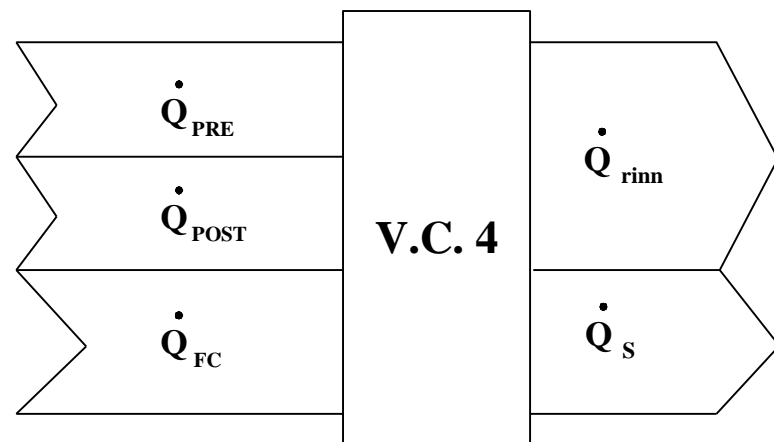 Q̇ PRE
Q̇ POST
Q̇ FC
V.C. 4
Q̇ rinn
Q̇ S